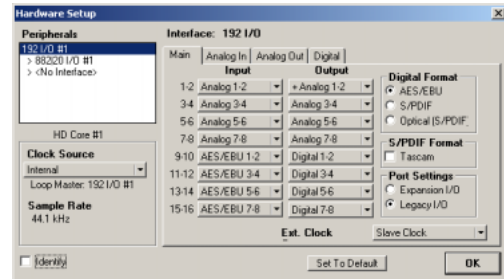 Hardware Setup
Peripherals
192 I/O #1
> 882|20 I/O #1
> <No Interface>
HD Core #1
Clock Source
Internal
Loop Master: 192 I/O #1
Sample Rate
44.1 kHz
Identify
Interface: 192 I/O
Main Analog In Analog Out Digital
Input Output
1-2 Analog 1-2 + Analog 1-2
3-4 Analog 3-4 Analog 3-4
5-6 Analog 5-6 Analog 5-6
7-8 Analog 7-8 Analog 7-8
9-10 AES/EBU 1-2 Digital 1-2
11-12 AES/EBU 3-4 Digital 3-4
13-14 AES/EBU 5-6 Digital 5-6
15-16 AES/EBU 7-8 Digital 7-8
Ext. Clock Slave Clock
Digital Format
AES/EBU
S/PDIF
Optical [S/PDIF]
S/PDIF Format
Tascam
Port Settings
Expansion I/O
Legacy I/O
Set To Default OK